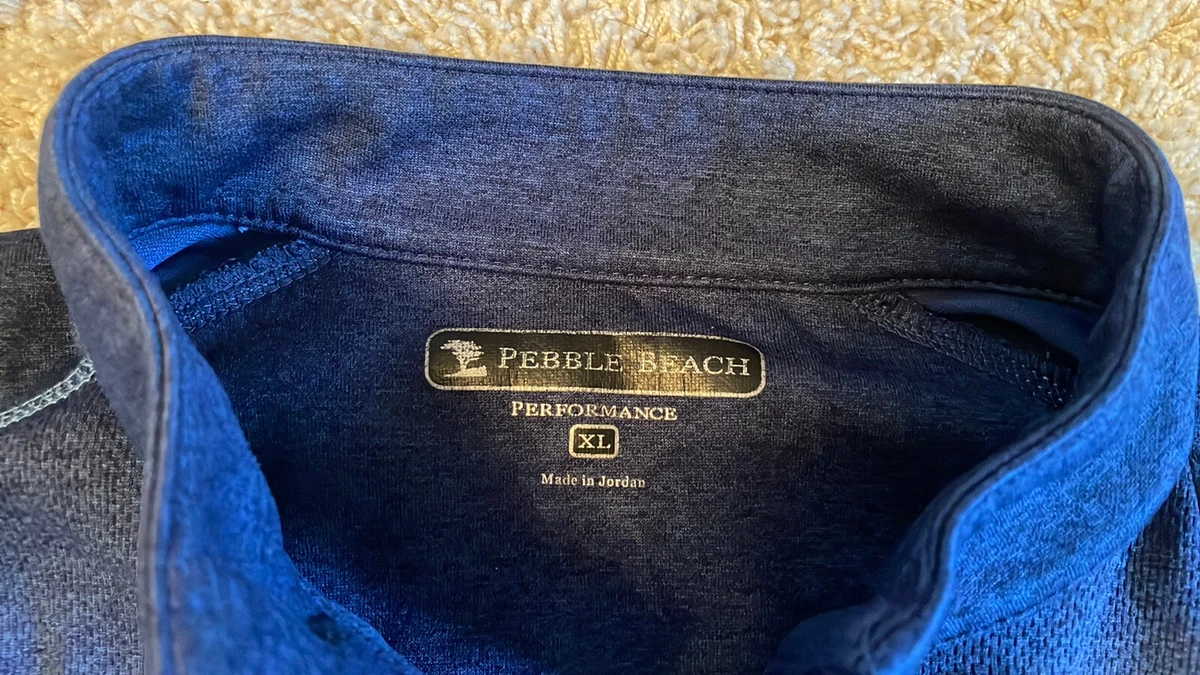 PEBBLE BEACH
PERFORMANCE
XL
Made in Jordan